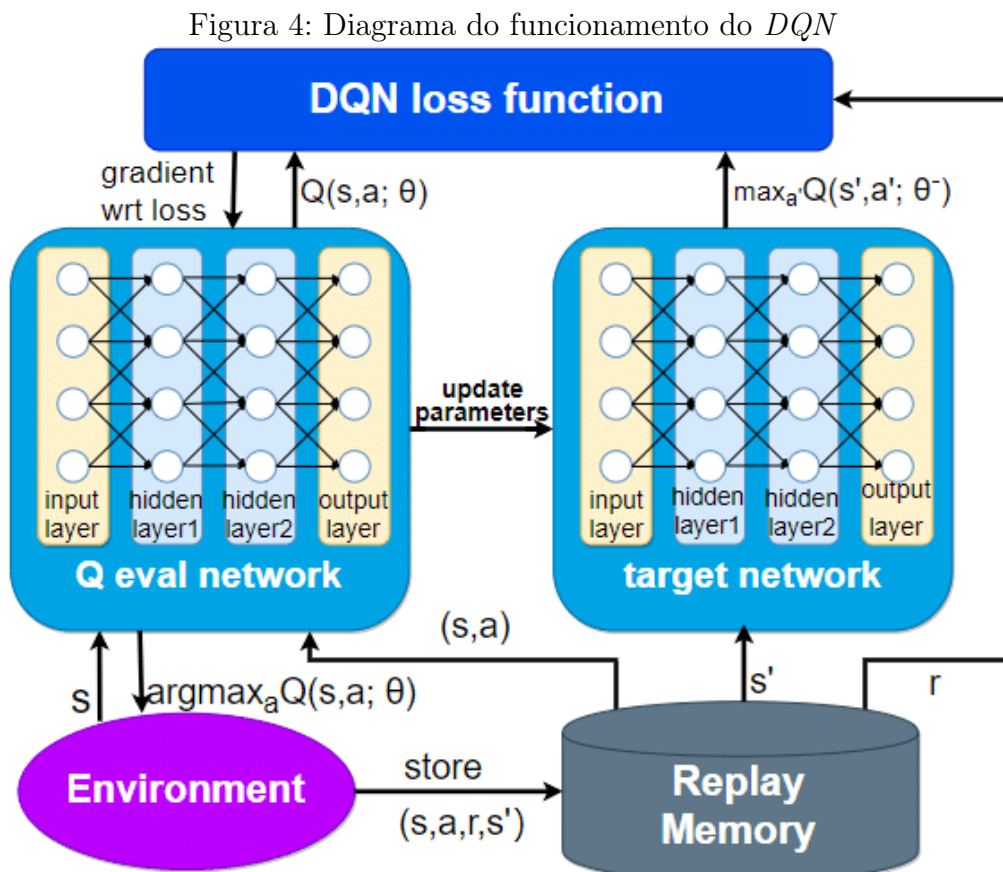 Figura 4: Diagrama do funcionamento do DQN
DQN loss function
gradient
wrt loss
Q(s,a; θ)
maxₐ'Q(s',a'; θ⁻)
input
layer
hidden
layer1
hidden
layer2
output
layer
Q eval network
update
parameters
input
layer
hidden
layer1
hidden
layer2
output
layer
target network
s
argmaxₐQ(s,a; θ)
(s,a)
s'
r
Environment
store
(s,a,r,s')
Replay
Memory